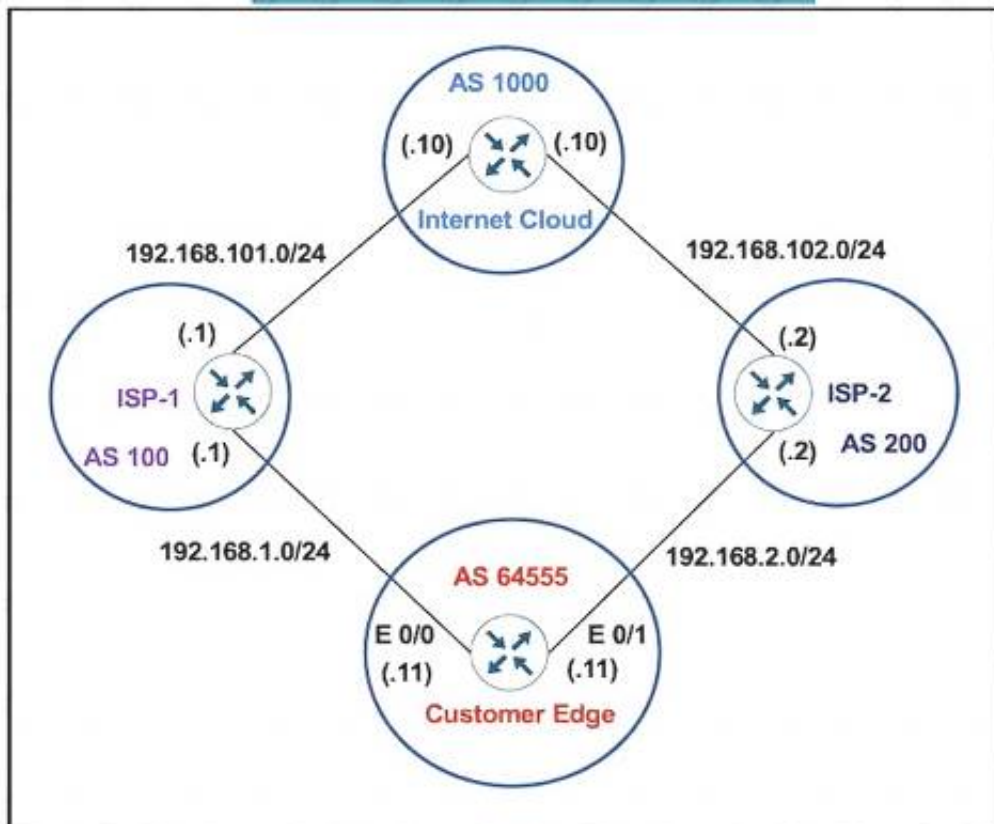 AS 1000
(.10) (.10)
Internet Cloud
192.168.101.0/24 192.168.102.0/24
(.1) (.2)
ISP-1 ISP-2
AS 100 (.1) (.2) AS 200
192.168.1.0/24 192.168.2.0/24
AS 64555
E 0/0 E 0/1
(.11) (.11)
Customer Edge